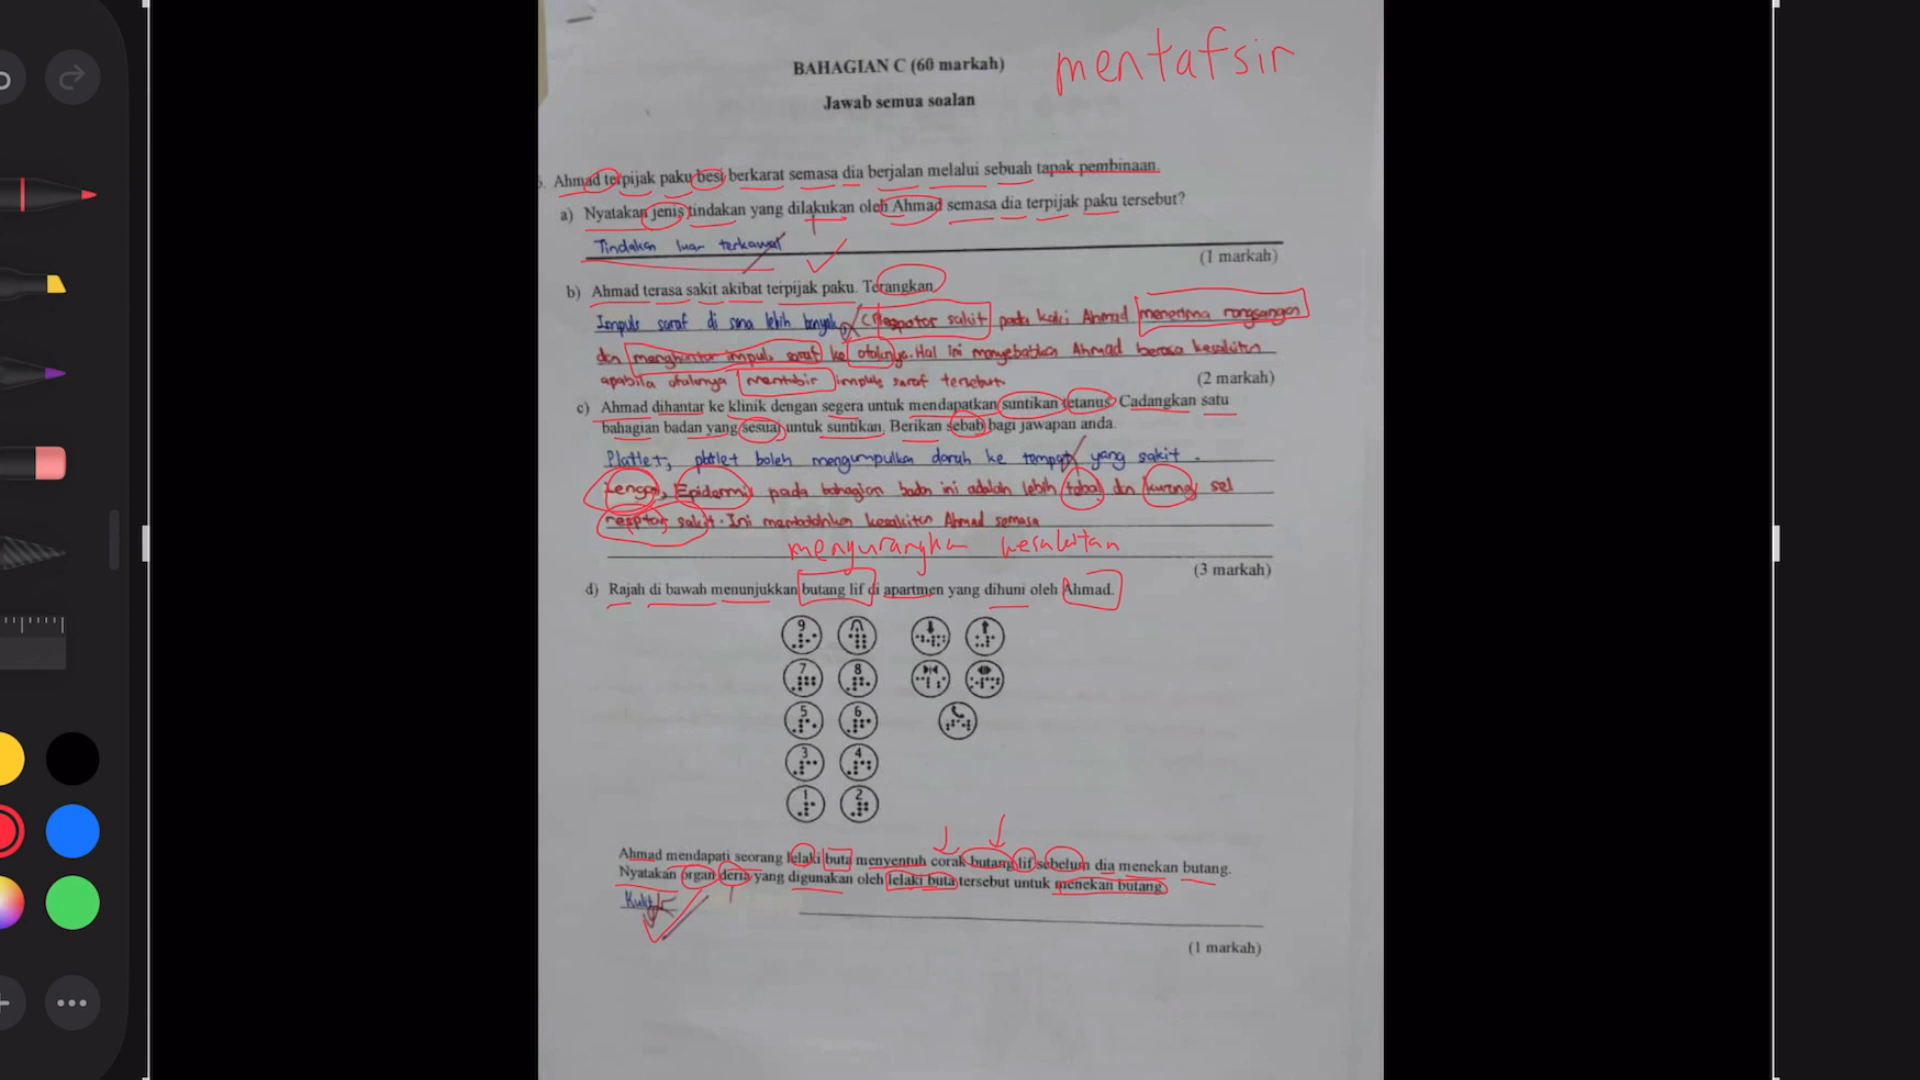 BAHAGIAN C (60 markah)
mentafsir
Jawab semua soalan
Ahmad terpijak paku besi berkarat semasa dia berjalan melalui sebuah tapak pembinaan.
a) Nyatakan jenis tindakan yang dilakukan oleh Ahmad semasa dia terpijak paku tersebut?
Tindakan luar terkawal
(1 markah)
b) Ahmad terasa sakit akibat terpijak paku. Terangkan
Impuls saraf di sana lebih banyak (Resptor sakit pada kaki Ahmad menerima rangsangan
dan menghantar impuls saraf ke otaknya. Hal ini menyebabkan Ahmad berasa kesakitan
apabila otaknya mentabir impuls saraf tersebut.
(2 markah)
c) Ahmad dihantar ke klinik dengan segera untuk mendapatkan suntikan tetanus. Cadangkan satu
bahagian badan yang sesuai untuk suntikan. Berikan sebab bagi jawapan anda.
Platlet, platlet boleh mengumpulkan darah ke tempat yang sakit.
Lengan, Epidermis pada bahagian badan ini adalah lebih tebal dan kurang sel
resptor sakit. Ini membolehkan kesakitan Ahmad semasa
mengurangka kesakitan
(3 markah)
d) Rajah di bawah menunjukkan butang lif di apartmen yang dihuni oleh Ahmad.
9
7 8
5 6
3 4
1 2
Ahmad mendapati seorang lelaki buta menyentuh corak butang lif sebelum dia menekan butang.
Nyatakan organ deria yang digunakan oleh lelaki buta tersebut untuk menekan butang.
Kulit
(1 markah)